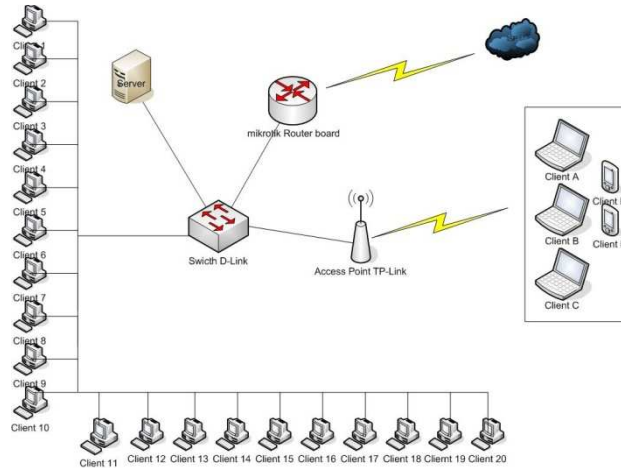 Client 1
Client 2
Client 3
Client 4
Client 5
Client 6
Client 7
Client 8
Client 9
Client 10
Server
mikrotik Router board
Swicth D-Link
Access Point TP-Link
Client A
Client
Client B
Client
Client C
Client 11
Client 12
Client 13
Client 14
Client 15
Client 16
Client 17
Client 18
Cliernt 19
Client 20